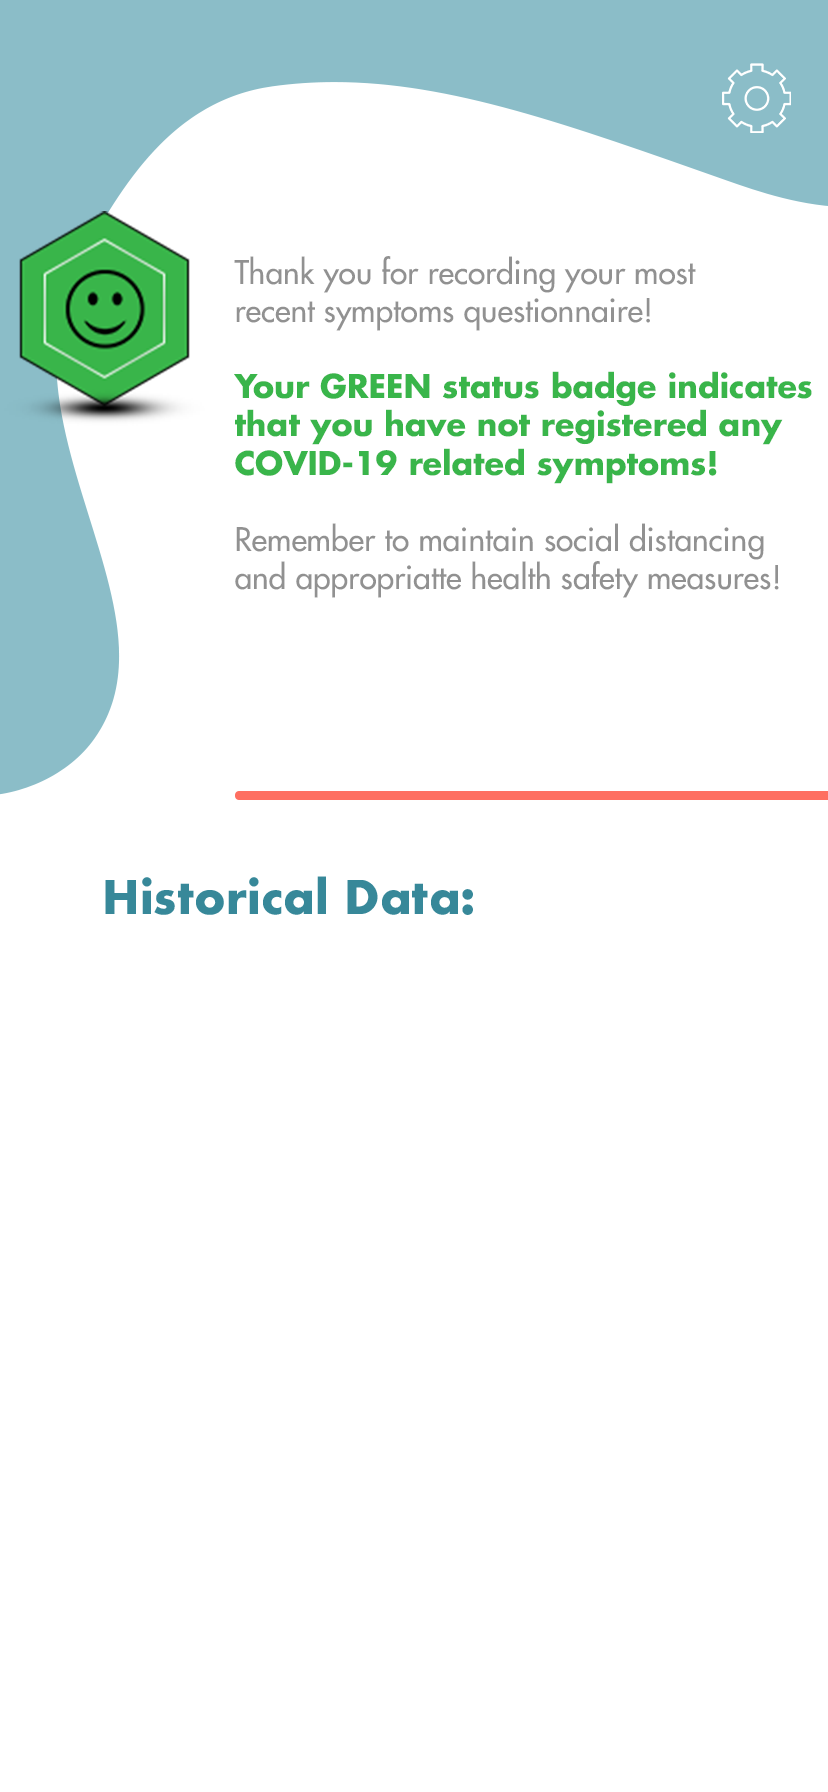 Thank you for recording your most
recent symptoms questionnaire!
Your GREEN status badge indicates
that you have not registered any
COVID-19 related symptoms!
Remember to maintain social distancing
and appropriatte health safety measures!
Historical Data: